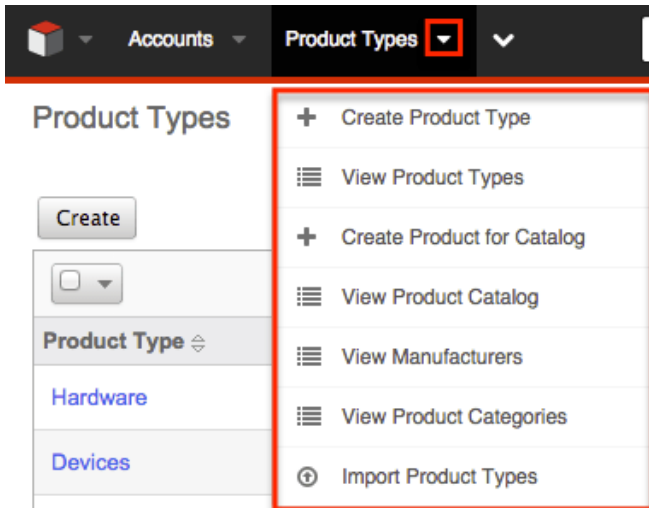 Accounts
Product Types
Product Types
Create Product Type
View Product Types
Create
Create Product for Catalog
View Product Catalog
Product Type
View Manufacturers
Hardware
View Product Categories
Devices
Import Product Types